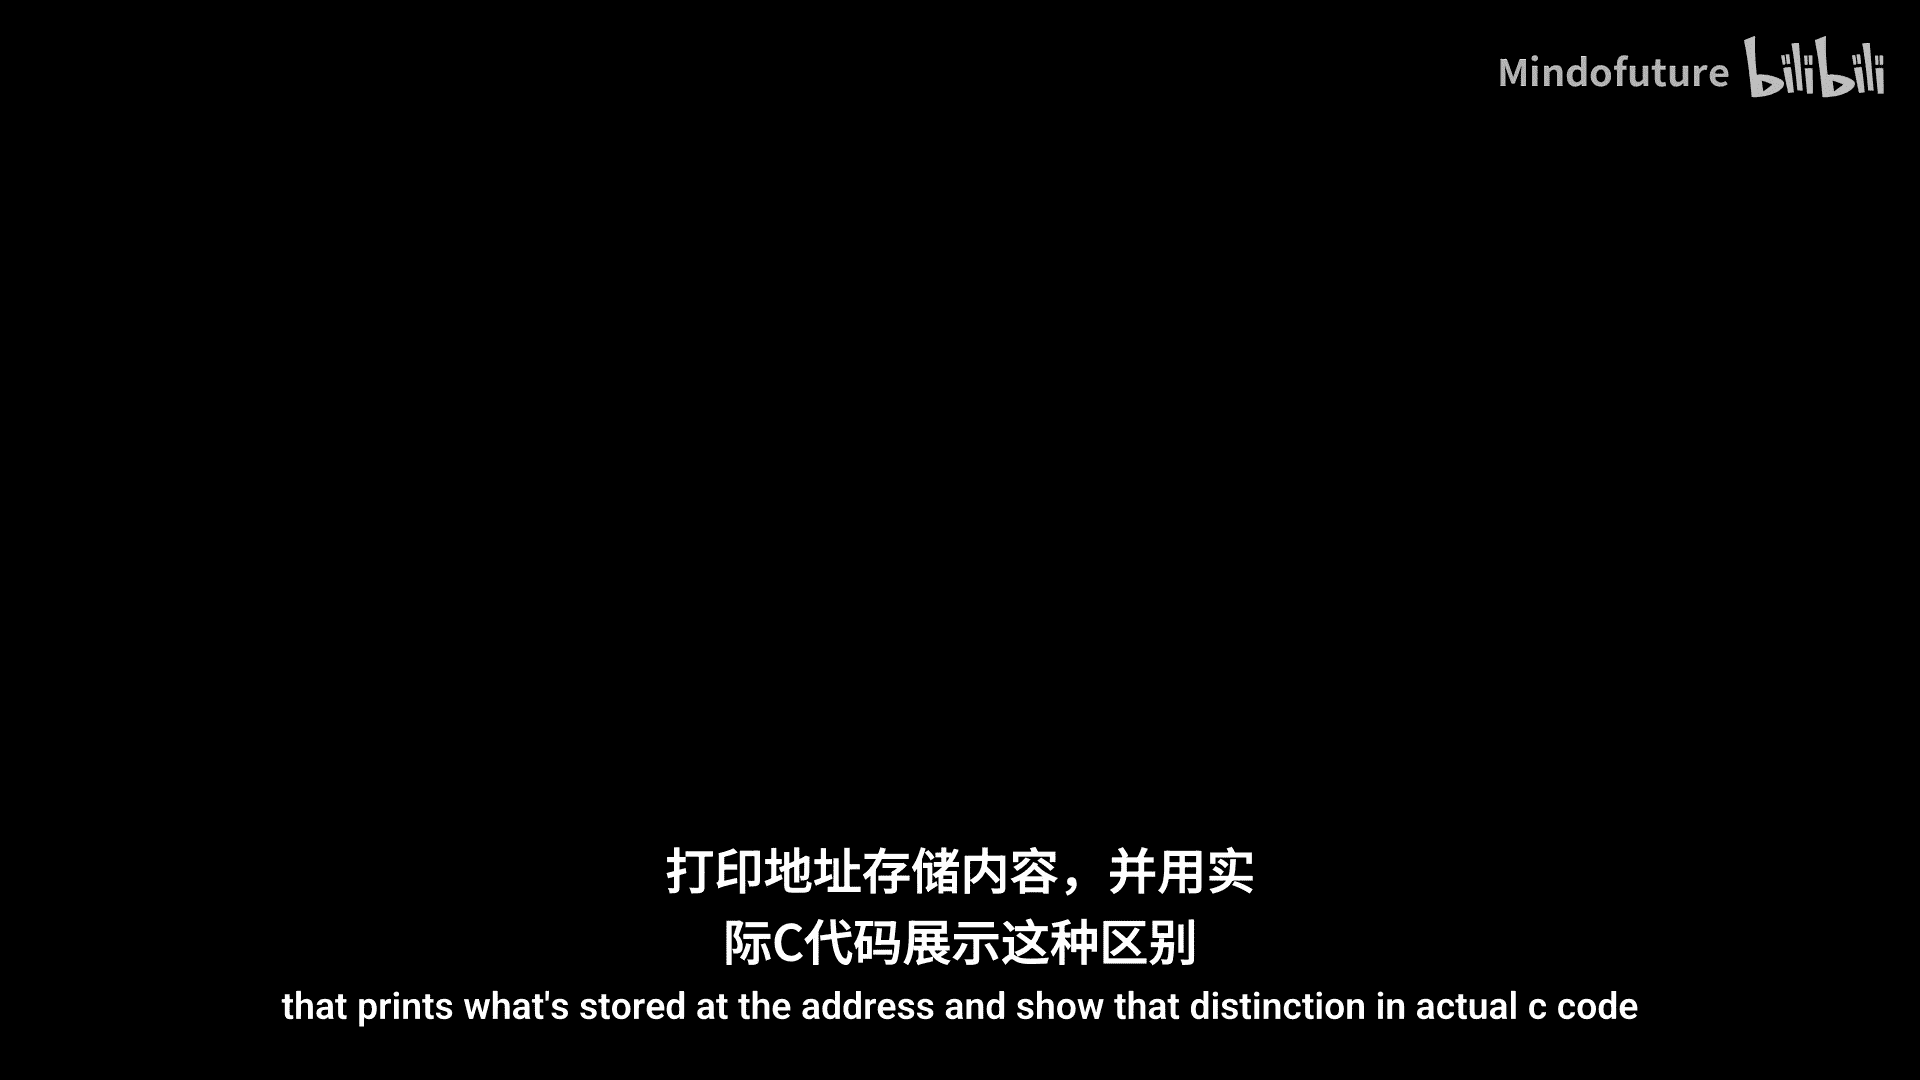 Mindofuture bilibili
打印地址存储内容，并用实
际C代码展示这种区别
that prints what's stored at the address and show that distinction in actual c code